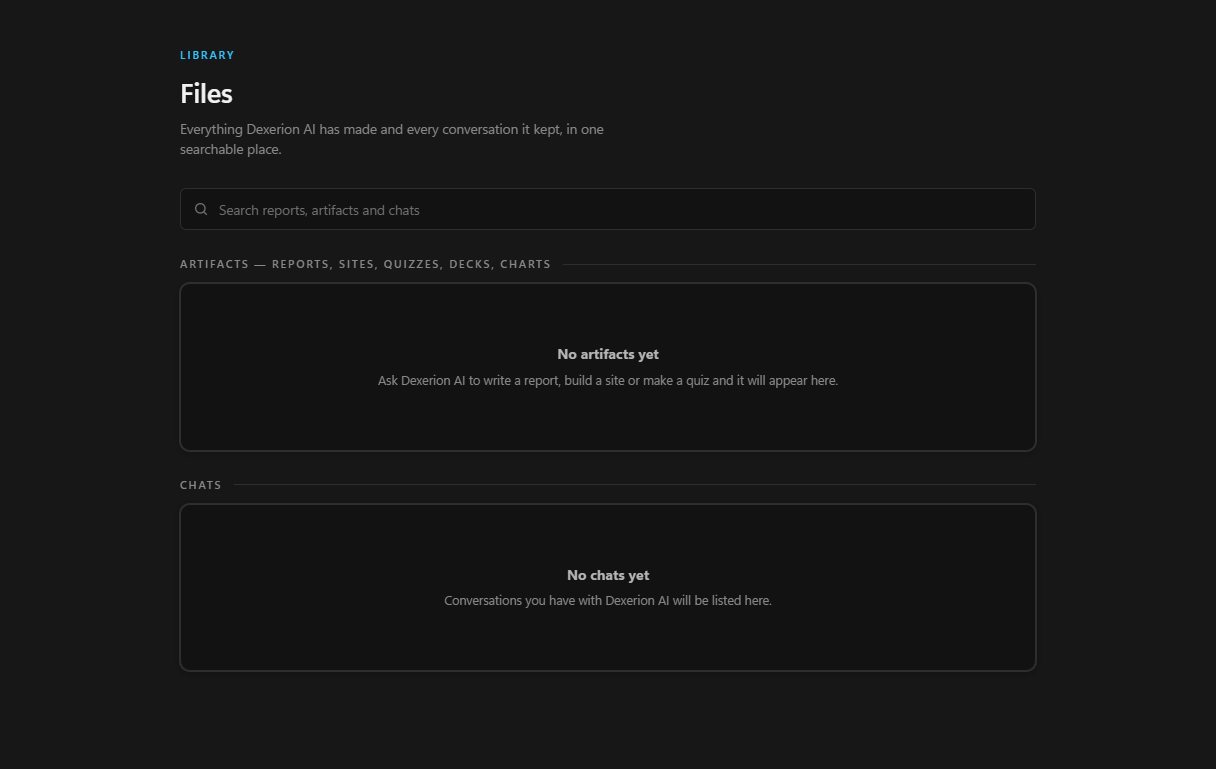 LIBRARY
Files
Everything Dexerion AI has made and every conversation it kept, in one
searchable place.
Search reports, artifacts and chats
ARTIFACTS — REPORTS, SITES, QUIZZES, DECKS, CHARTS
No artifacts yet
Ask Dexerion AI to write a report, build a site or make a quiz and it will appear here.
CHATS
No chats yet
Conversations you have with Dexerion AI will be listed here.